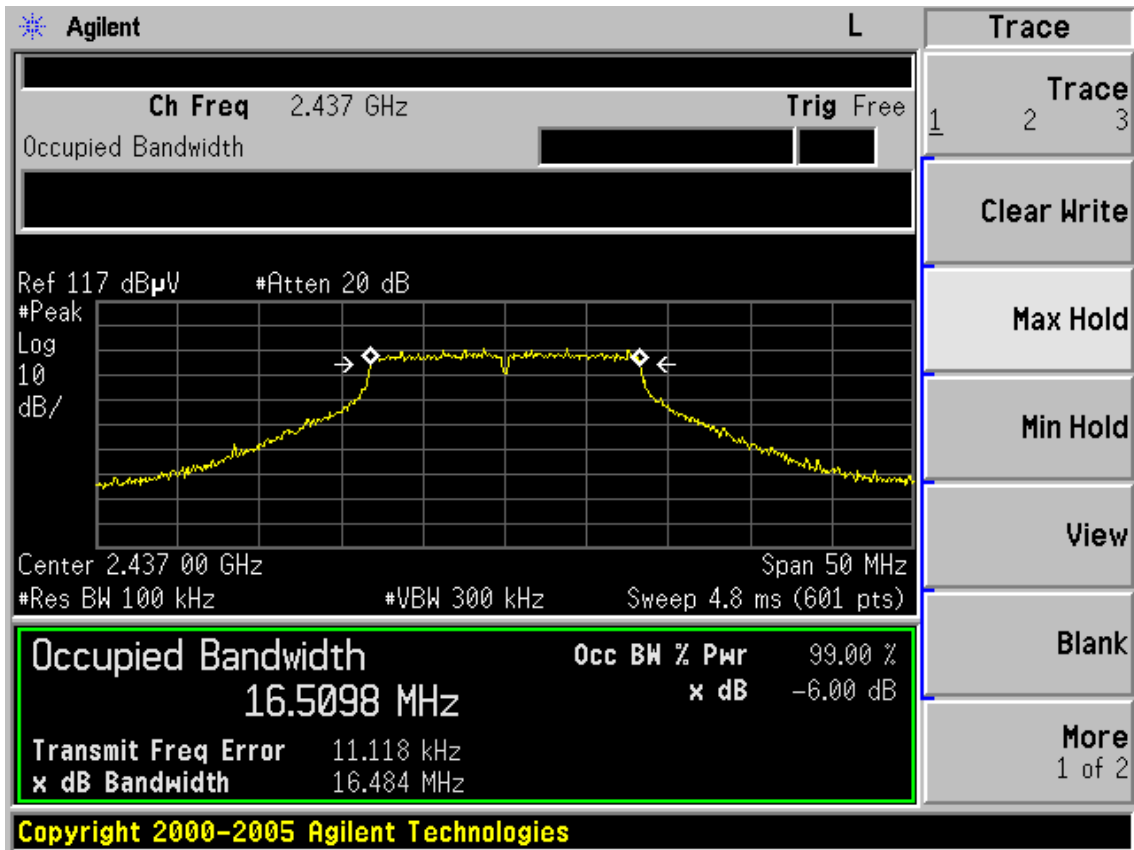 Agilent L Trace
Ch Freq 2.437 GHz Trig Free
Occupied Bandwidth
Ref 117 dBµV #Atten 20 dB
#Peak
Log
10
dB/
Center 2.437 00 GHz Span 50 MHz
#Res BW 100 kHz #VBW 300 kHz Sweep 4.8 ms (601 pts)
Occupied Bandwidth Occ BW % Pwr 99.00 %
16.5098 MHz x dB -6.00 dB
Transmit Freq Error 11.118 kHz
x dB Bandwidth 16.484 MHz
Copyright 2000-2005 Agilent Technologies
Trace
1 2 3
Clear Write
Max Hold
Min Hold
View
Blank
More
1 of 2